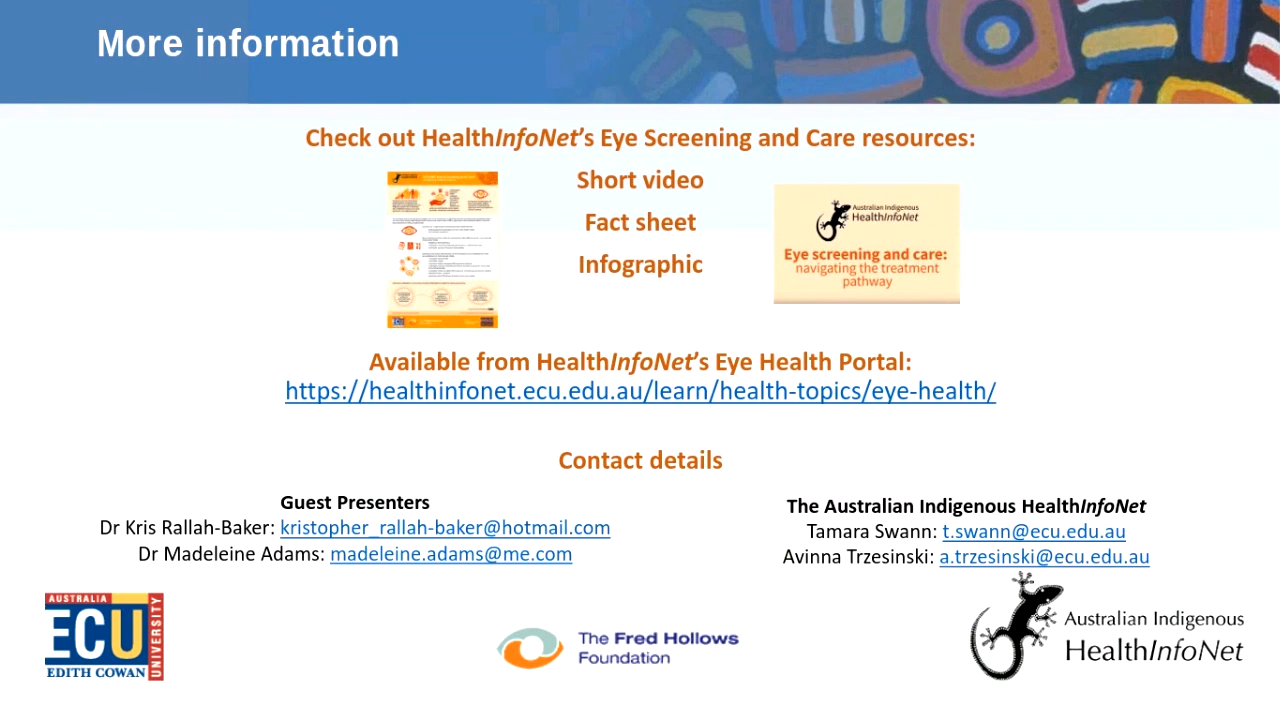 More information
Check out HealthInfoNet's Eye Screening and Care resources:
Short video
Fact sheet
Infographic
Australian Indigenous
HealthInfoNet
Eye screening and care:
navigating the treatment
pathway
Available from HealthInfoNet's Eye Health Portal:
https://healthinfonet.ecu.edu.au/learn/health-topics/eye-health/
Contact details
Guest Presenters
Dr Kris Rallah-Baker: kristopher_rallah-baker@hotmail.com
Dr Madeleine Adams: madeleine.adams@me.com
The Australian Indigenous HealthInfoNet
Tamara Swann: t.swann@ecu.edu.au
Avinna Trzesinski: a.trzesinski@ecu.edu.au
AUSTRALIA
ECU
EDITH COWAN
UNIVERSITY
The Fred Hollows
Foundation
Australian Indigenous
HealthInfoNet